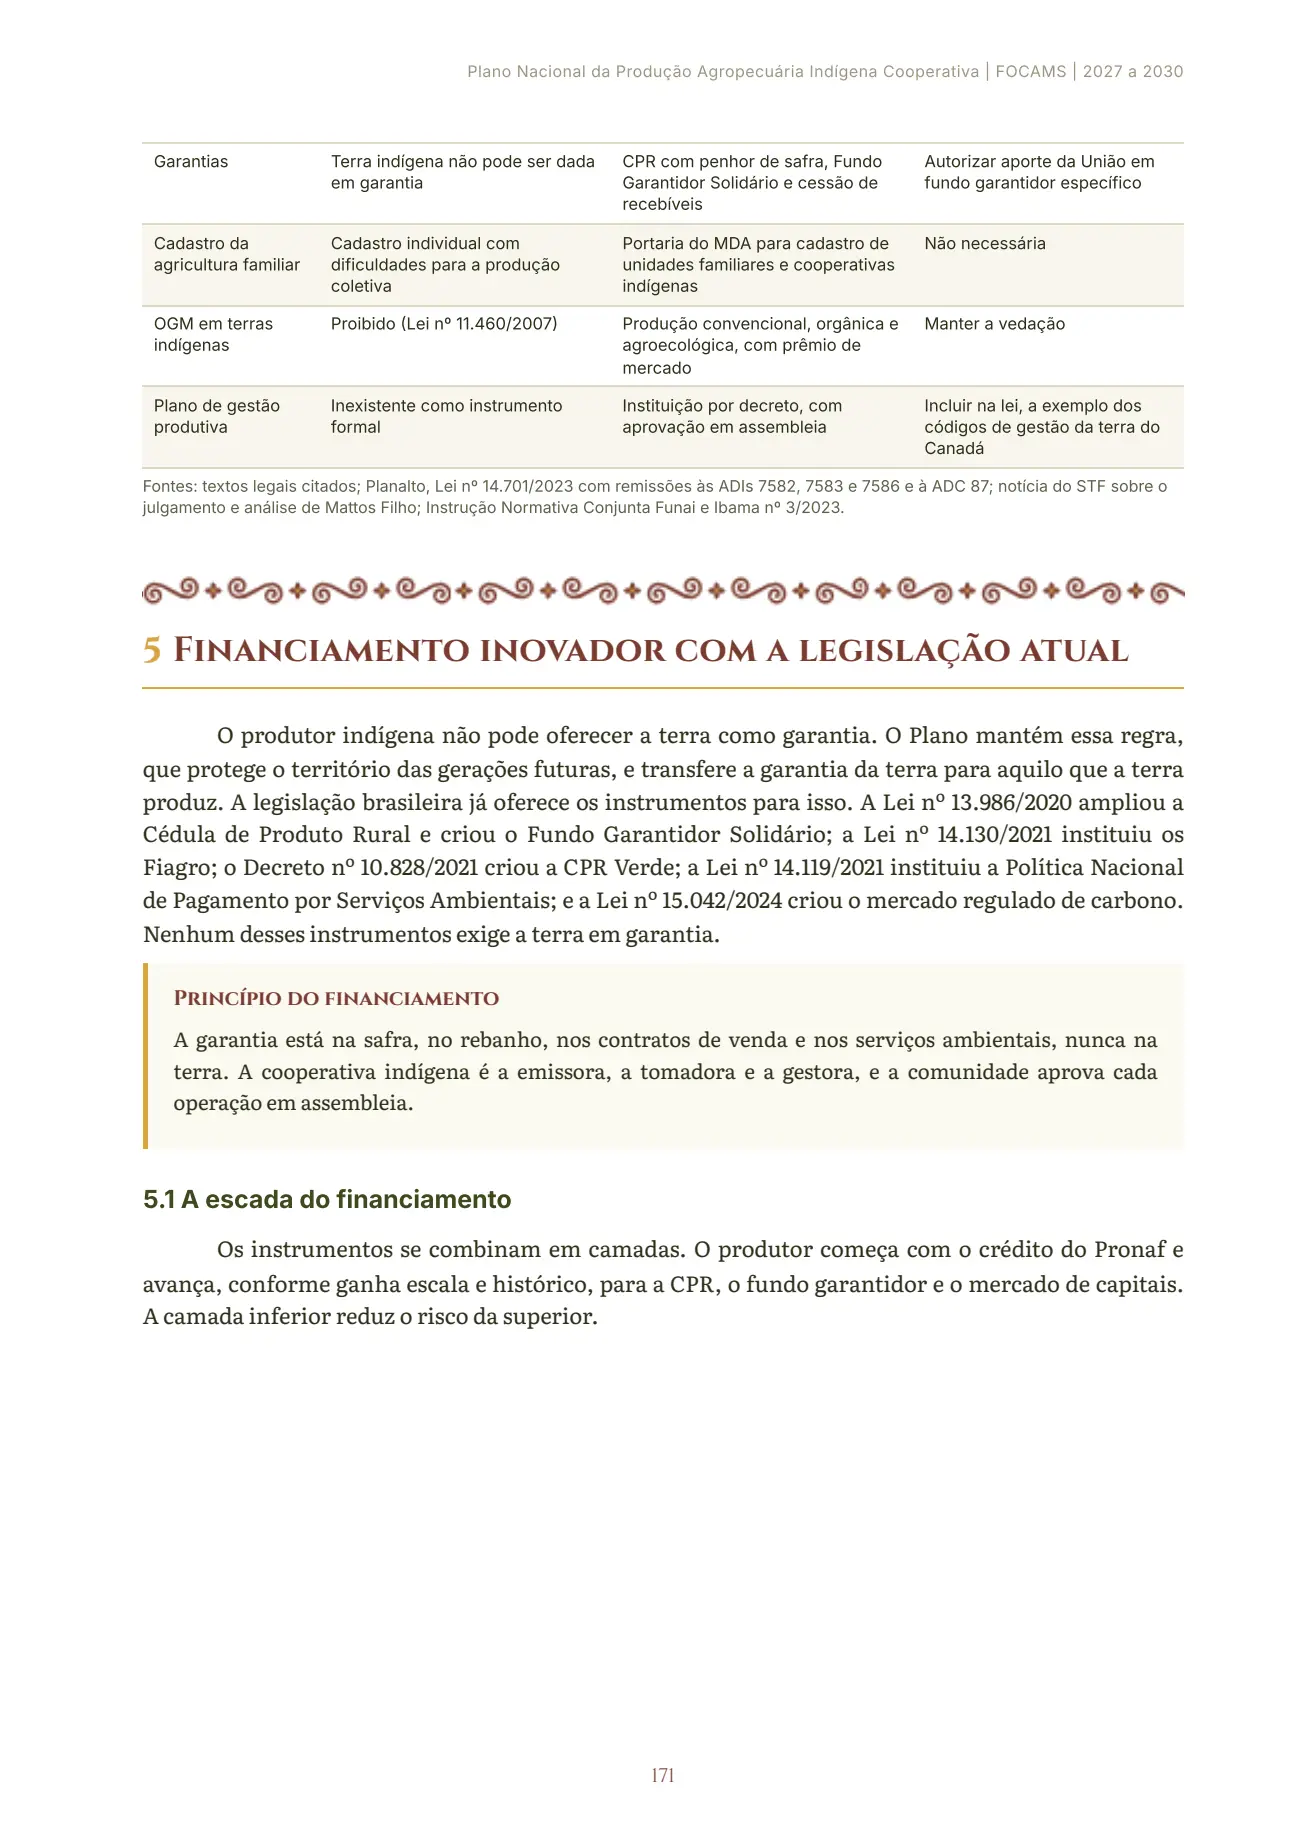 Plano Nacional da Produção Agropecuária Indígena Cooperativa | FOCAMS | 2027 a 2030
Garantias
Terra indígena não pode ser dada
em garantia
CPR com penhor de safra, Fundo
Garantidor Solidário e cessão de
recebíveis
Autorizar aporte da União em
fundo garantidor específico
Cadastro da
agricultura familiar
Cadastro individual com
dificuldades para a produção
coletiva
Portaria do MDA para cadastro de
unidades familiares e cooperativas
indígenas
Não necessária
OGM em terras
indígenas
Proibido (Lei nº 11.460/2007)
Produção convencional, orgânica e
agroecológica, com prêmio de
mercado
Manter a vedação
Plano de gestão
produtiva
Inexistente como instrumento
formal
Instituição por decreto, com
aprovação em assembleia
Incluir na lei, a exemplo dos
códigos de gestão da terra do
Canadá
Fontes: textos legais citados; Planalto, Lei nº 14.701/2023 com remissões às ADIs 7582, 7583 e 7586 e à ADC 87; notícia do STF sobre o
julgamento e análise de Mattos Filho; Instrução Normativa Conjunta Funai e Ibama nº 3/2023.
5 Financiamento inovador com a legislação atual
O produtor indígena não pode oferecer a terra como garantia. O Plano mantém essa regra,
que protege o território das gerações futuras, e transfere a garantia da terra para aquilo que a terra
produz. A legislação brasileira já oferece os instrumentos para isso. A Lei nº 13.986/2020 ampliou a
Cédula de Produto Rural e criou o Fundo Garantidor Solidário; a Lei nº 14.130/2021 instituiu os
Fiagro; o Decreto nº 10.828/2021 criou a CPR Verde; a Lei nº 14.119/2021 instituiu a Política Nacional
de Pagamento por Serviços Ambientais; e a Lei nº 15.042/2024 criou o mercado regulado de carbono.
Nenhum desses instrumentos exige a terra em garantia.
Princípio do financiamento
A garantia está na safra, no rebanho, nos contratos de venda e nos serviços ambientais, nunca na
terra. A cooperativa indígena é a emissora, a tomadora e a gestora, e a comunidade aprova cada
operação em assembleia.
5.1 A escada do financiamento
Os instrumentos se combinam em camadas. O produtor começa com o crédito do Pronaf e
avança, conforme ganha escala e histórico, para a CPR, o fundo garantidor e o mercado de capitais.
A camada inferior reduz o risco da superior.
171